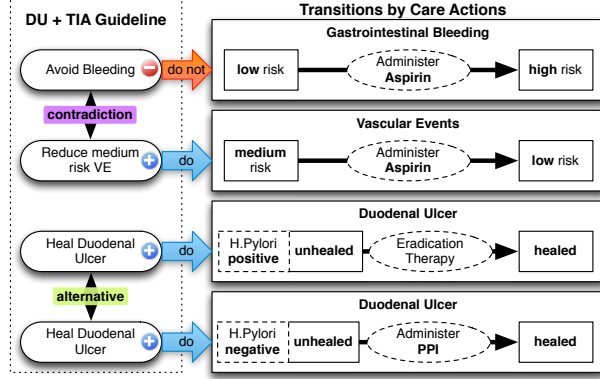 DU + TIA Guideline
Transitions by Care Actions
Gastrointestinal Bleeding
Avoid Bleeding
do not
low risk
Administer
Aspirin
high risk
contradiction
Vascular Events
Reduce medium
risk VE
do
medium
risk
Administer
Aspirin
low risk
Duodenal Ulcer
Heal Duodenal
Ulcer
do
H.Pylori
positive
unhealed
Eradication
Therapy
healed
alternative
Duodenal Ulcer
Heal Duodenal
Ulcer
do
H.Pylori
negative
unhealed
Administer
PPI
healed